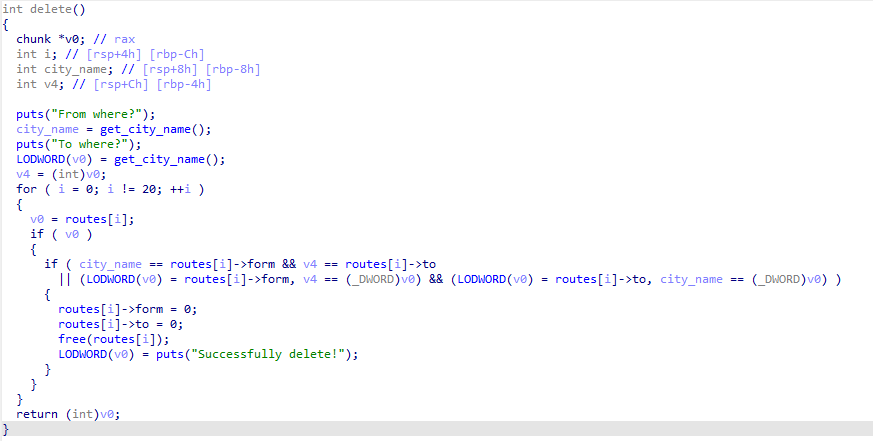 int delete()
{
  chunk *v0; // rax
  int i; // [rsp+4h] [rbp-Ch]
  int city_name; // [rsp+8h] [rbp-8h]
  int v4; // [rsp+Ch] [rbp-4h]

  puts("From where?");
  city_name = get_city_name();
  puts("To where?");
  LODWORD(v0) = get_city_name();
  v4 = (int)v0;
  for ( i = 0; i != 20; ++i )
  {
    v0 = routes[i];
    if ( v0 )
    {
      if ( city_name == routes[i]->form && v4 == routes[i]->to
        || (LODWORD(v0) = routes[i]->form, v4 == (_DWORD)v0) && (LODWORD(v0) = routes[i]->to, city_name == (_DWORD)v0) )
      {
        routes[i]->form = 0;
        routes[i]->to = 0;
        free(routes[i]);
        LODWORD(v0) = puts("Successfully delete!");
      }
    }
  }
  return (int)v0;
}